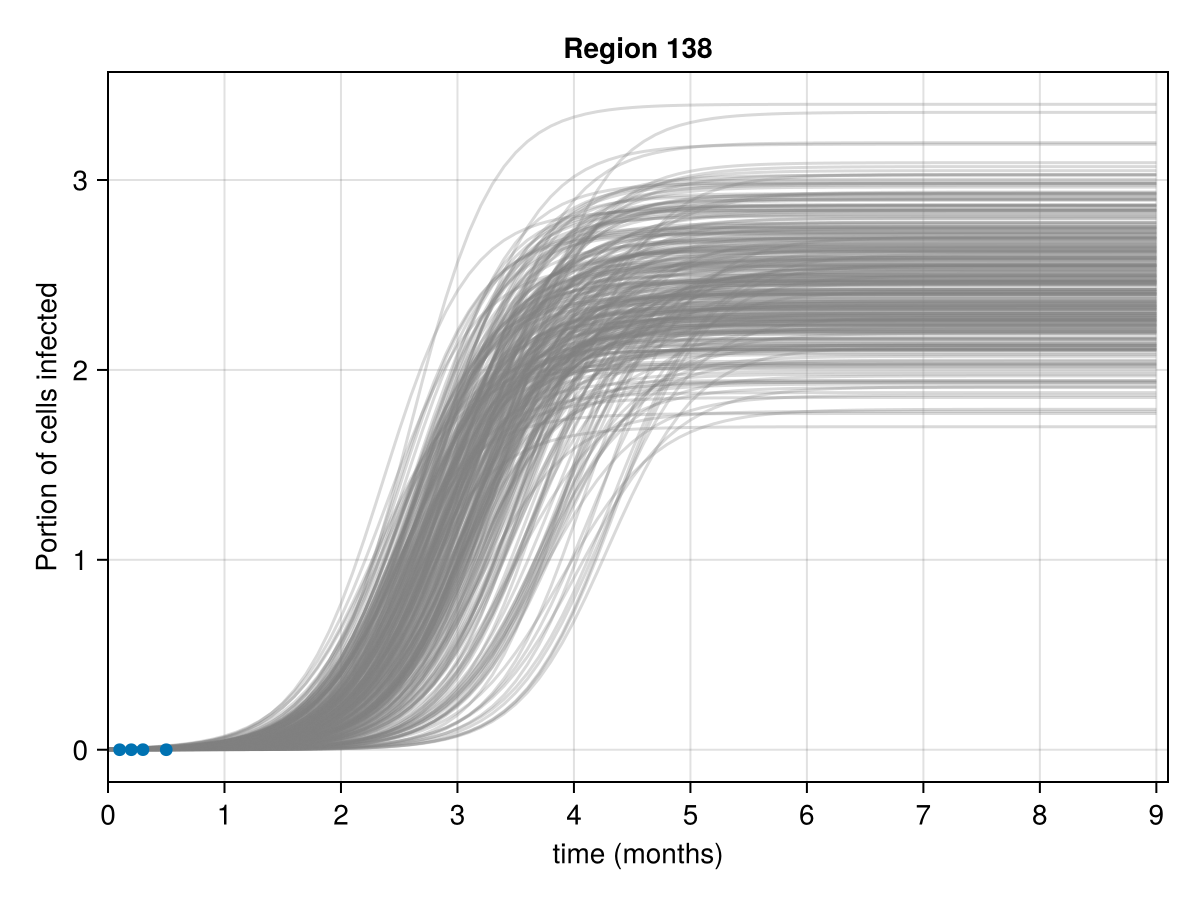 Region 138
Portion of cells infected
3
2
1
0
0 1 2 3 4 5 6 7 8 9
time (months)